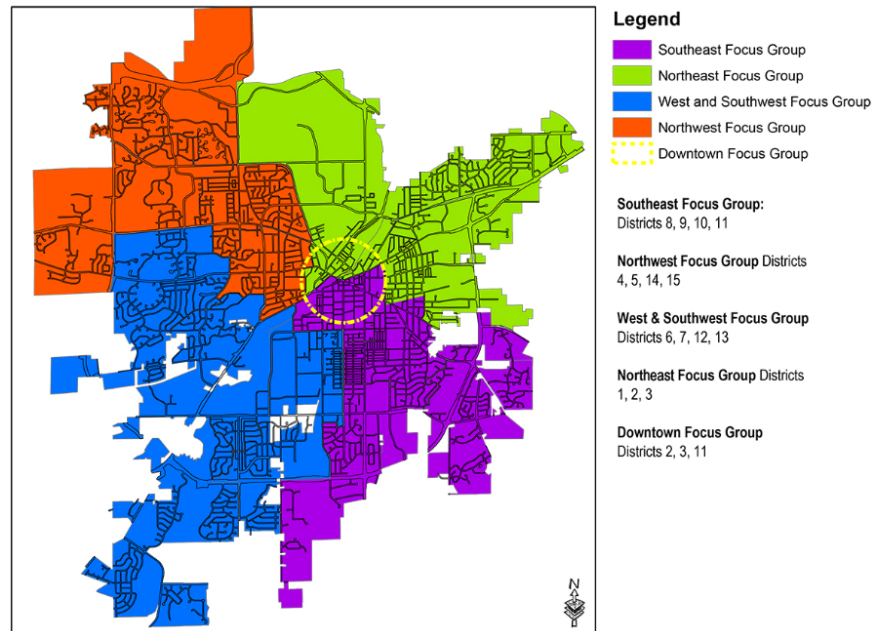 Legend
Southeast Focus Group
Northeast Focus Group
West and Southwest Focus Group
Northwest Focus Group
Downtown Focus Group
Southeast Focus Group:
Districts 8, 9, 10, 11
Northwest Focus Group Districts
4, 5, 14, 15
West & Southwest Focus Group
Districts 6, 7, 12, 13
Northeast Focus Group Districts
1, 2, 3
Downtown Focus Group
Districts 2, 3, 11
N